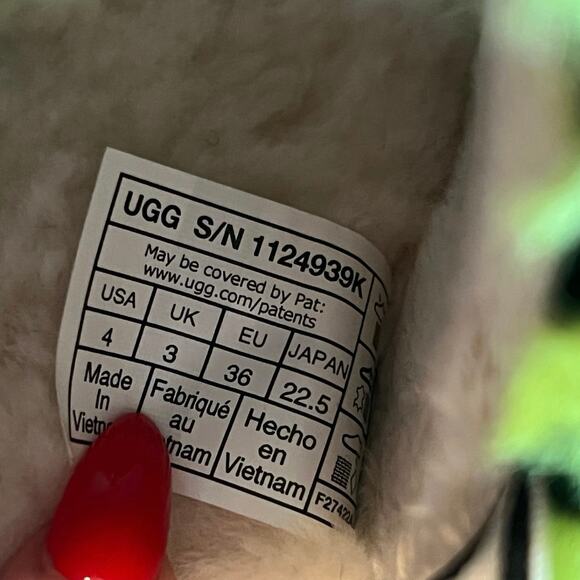 UGG S/N 1124939K
May be covered by Pat:
www.ugg.com/patents
USA UK EU JAPAN
4 3 36 22.5
Made Fabriqué Hecho
In au en
Vietnam